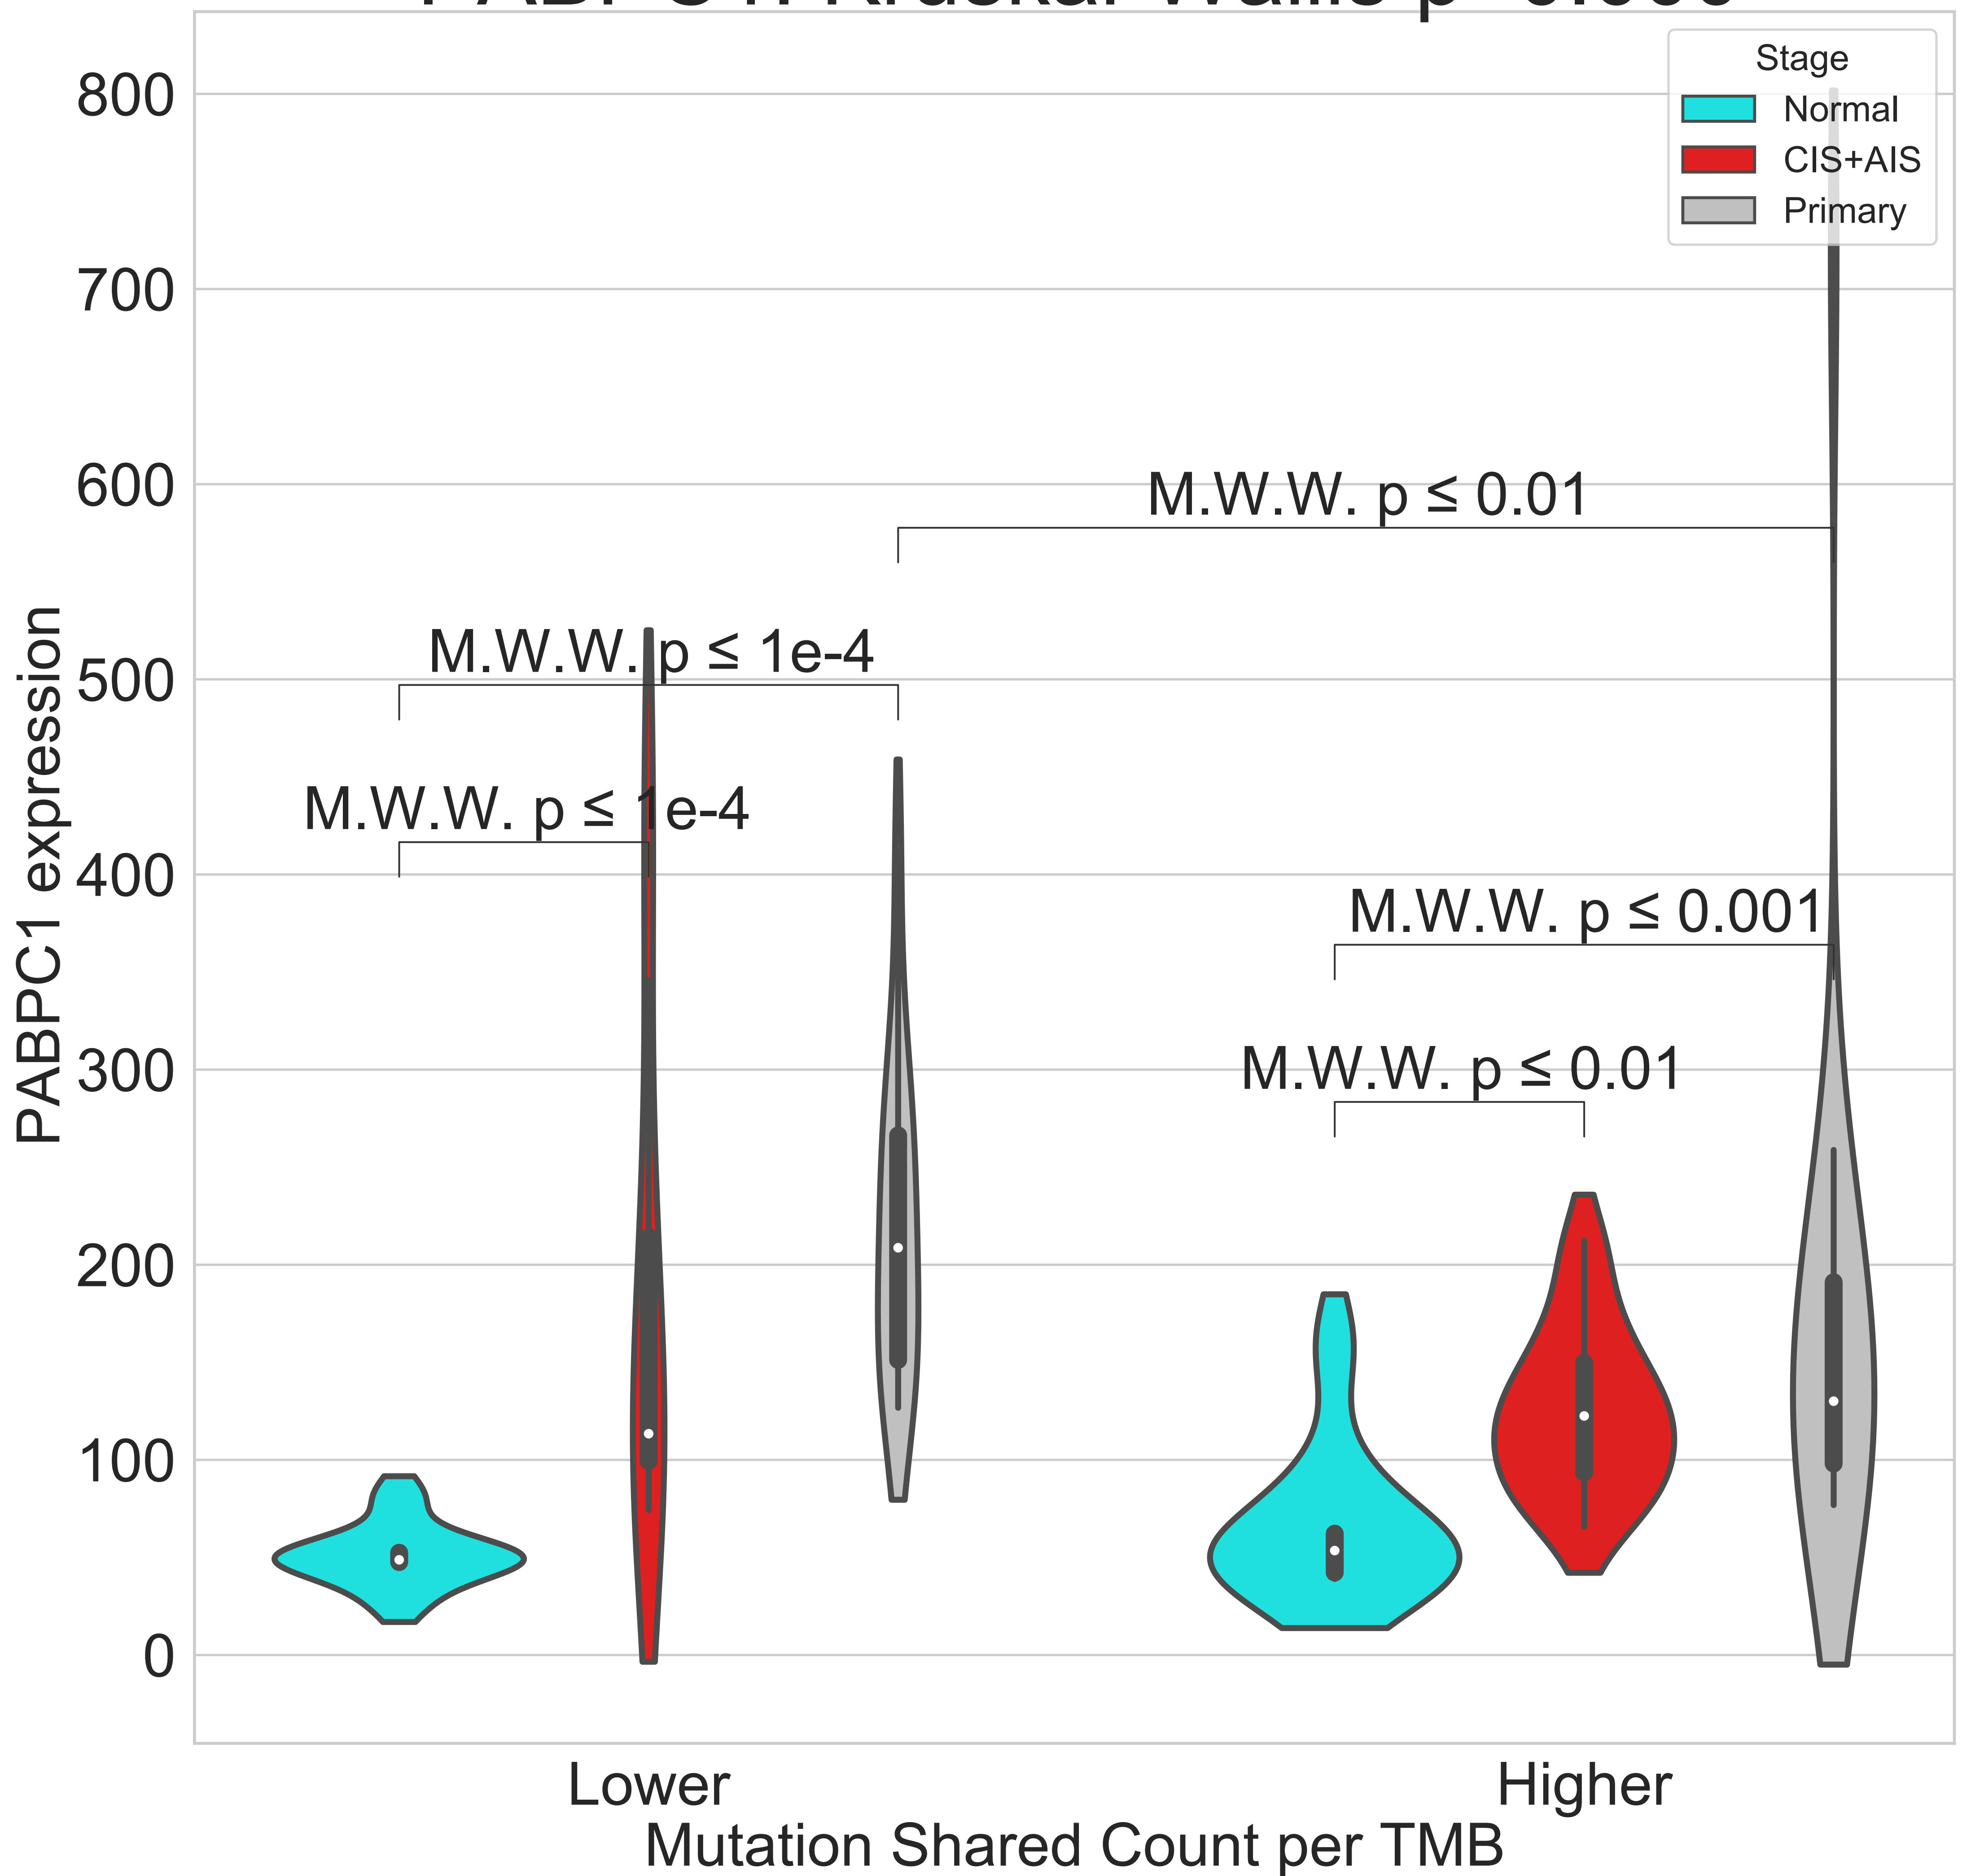 Stage
Normal
CIS+AIS
Primary
800
700
600
500
400
300
200
100
0
PABPC1 expression
M.W.W. p ≤ 0.01
M.W.W. p ≤ 1e-4
M.W.W. p ≤ 1e-4
M.W.W. p ≤ 0.001
M.W.W. p ≤ 0.01
Lower
Higher
Mutation Shared Count per TMB